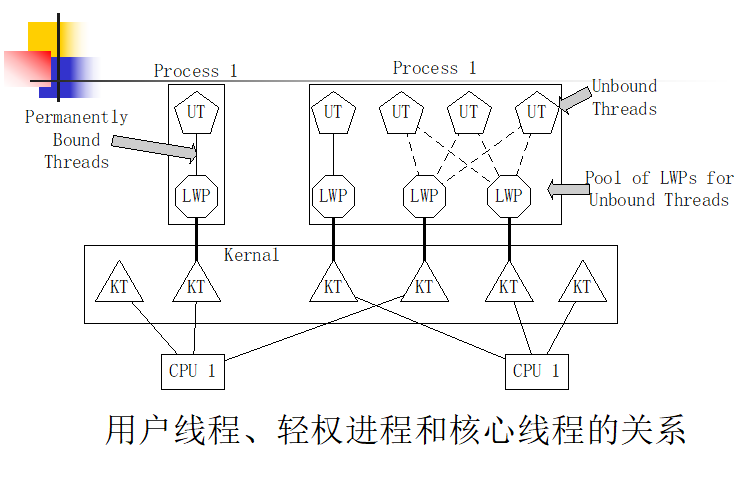 Process 1
Process 1
UT
UT
UT
UT
UT
Unbound
Threads
Permanently
Bound
Threads
LWP
LWP
LWP
LWP
Pool of LWPs for
Unbound Threads
Kernal
KT
KT
KT
KT
KT
KT
CPU 1
CPU 1
用户线程、轻权进程和核心线程的关系